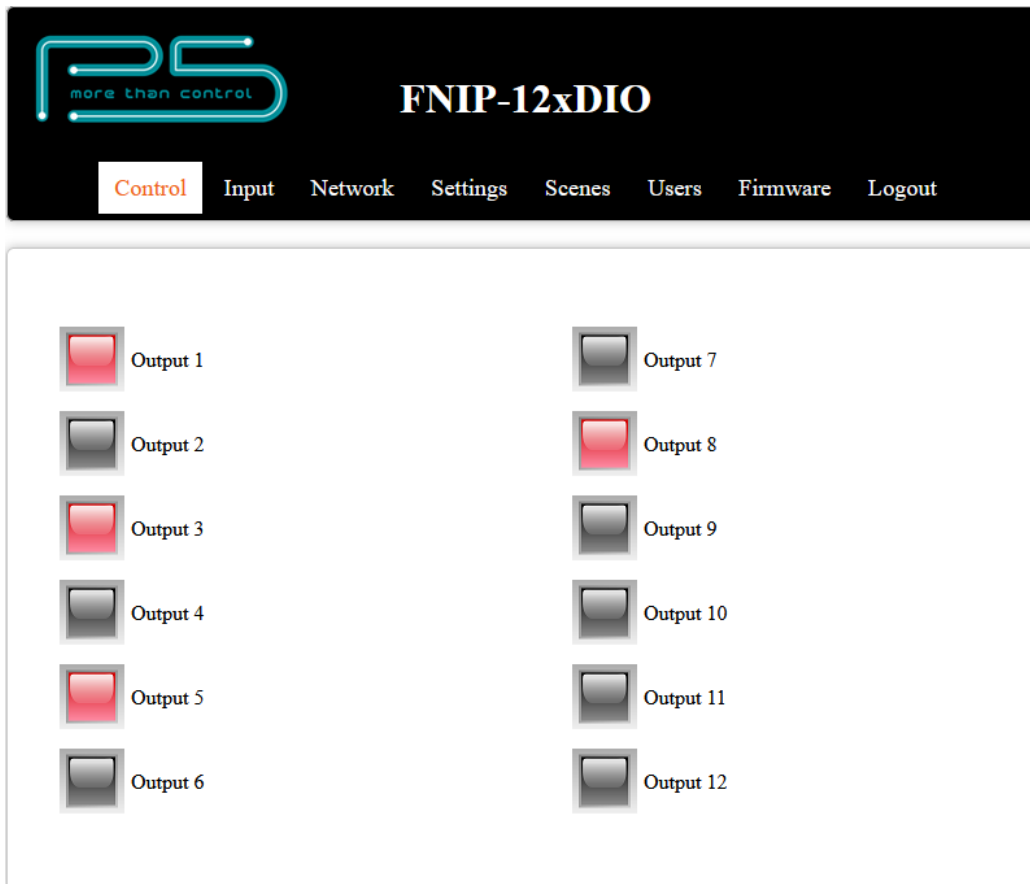 more than control
FNIP-12xDIO
Control Input Network Settings Scenes Users Firmware Logout
Output 1
Output 2
Output 3
Output 4
Output 5
Output 6
Output 7
Output 8
Output 9
Output 10
Output 11
Output 12